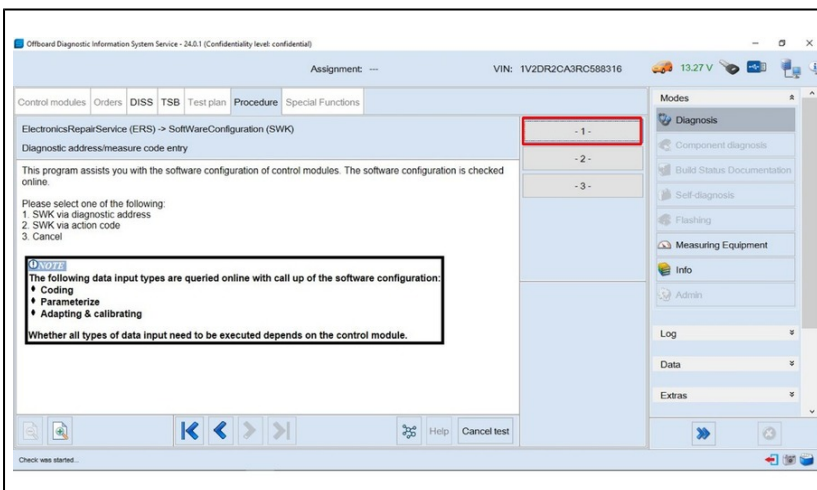 Offboard Diagnostic Information System Service - 24.0.1 (Confidentiality level: confidential)
Assignment: ---
VIN: 1V2DR2CA3RC588316
13.27 V
Control modules Orders DISS TSB Test plan Procedure Special Functions
ElectronicsRepairService (ERS) -> SoftWareConfiguration (SWK)
Diagnostic address/measure code entry
This program assists you with the software configuration of control modules. The software configuration is checked
online.
Please select one of the following:
1. SWK via diagnostic address
2. SWK via action code
3. Cancel
NOTE
The following data input types are queried online with call up of the software configuration:
♦ Coding
♦ Parameterize
♦ Adapting & calibrating
Whether all types of data input need to be executed depends on the control module.
- 1 -
- 2 -
- 3 -
Modes
Diagnosis
Component diagnosis
Build Status Documentation
Self-diagnosis
Flashing
Measuring Equipment
Info
Admin
Log
Data
Extras
Help
Cancel test
Check was started...